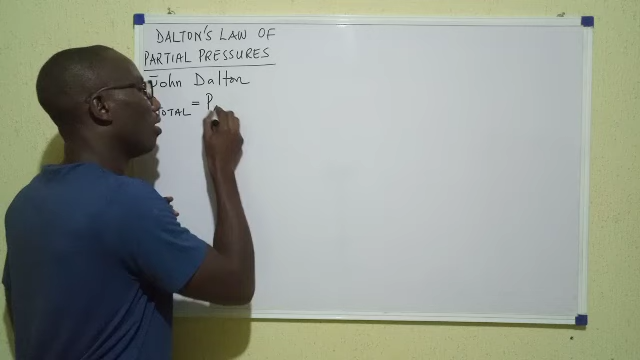 DALTON'S LAW OF
PARTIAL PRESSURES
John Dalton
TOTAL = P